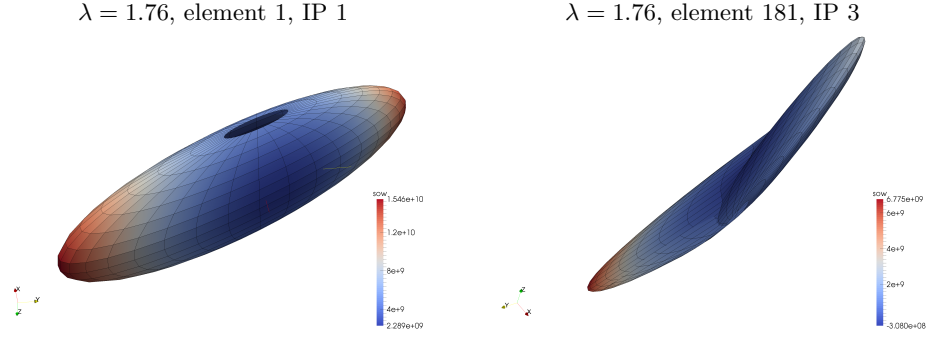 λ = 1.76, element 1, IP 1
λ = 1.76, element 181, IP 3
sow
1.546e+10
1.2e+10
8e+9
4e+9
2.289e+09
X
Y
Z
sow
6.775e+09
6e+9
4e+9
2e+9
-3.080e+08
Z
Y
X